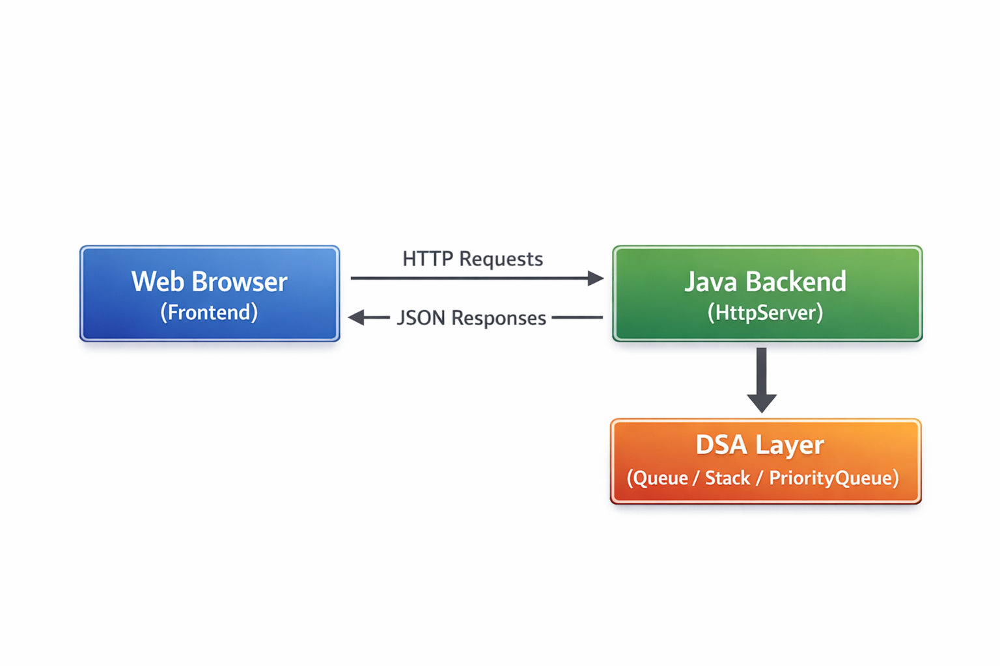 Web Browser
(Frontend)
HTTP Requests
JSON Responses
Java Backend
(HttpServer)
DSA Layer
(Queue / Stack / PriorityQueue)